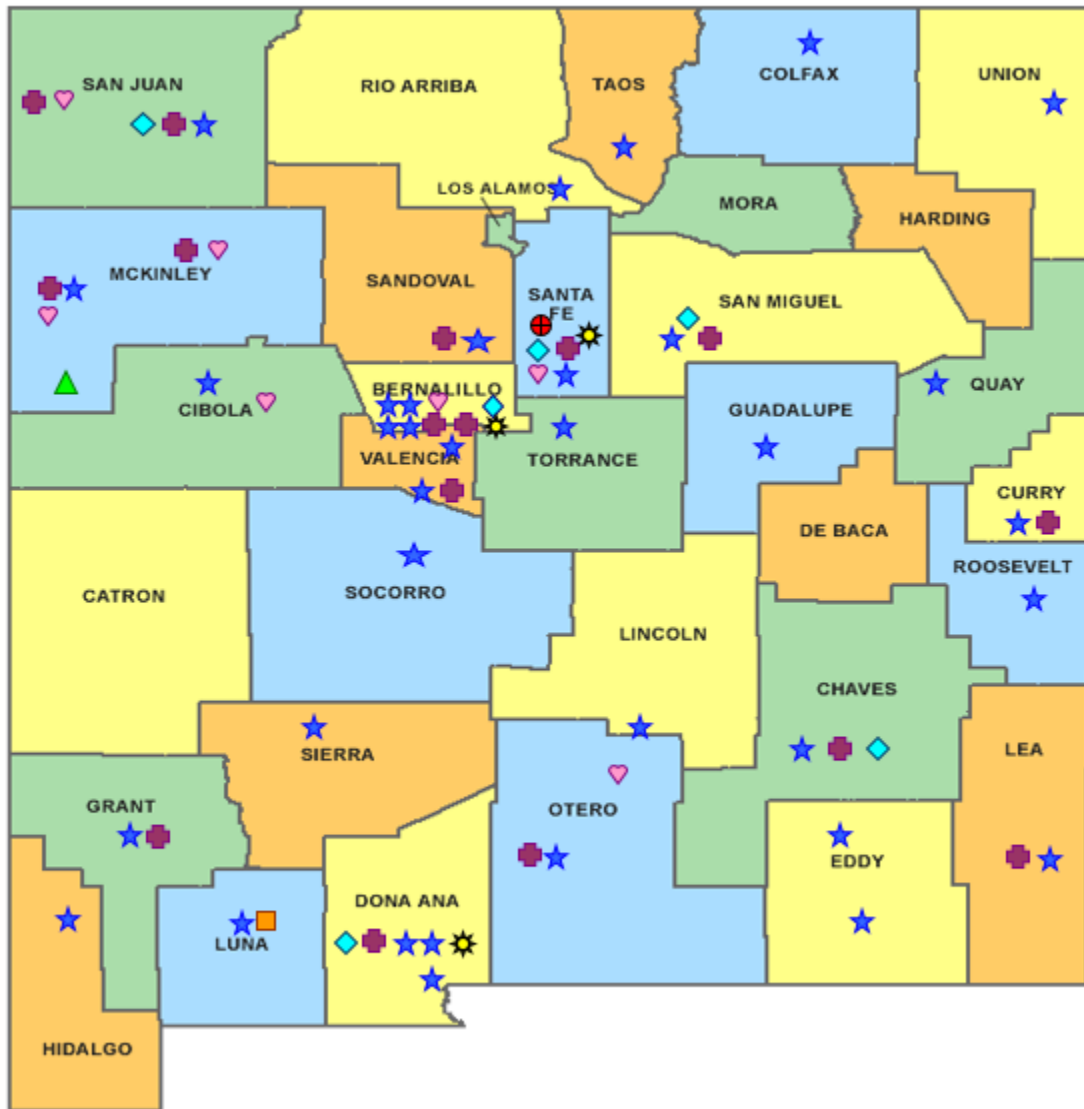 SAN JUAN
RIO ARRIBA
TAOS
COLFAX
UNION
LOS ALAMOS
MORA
HARDING
MCKINLEY
SANDOVAL
SANTA
FE
SAN MIGUEL
CIBOLA
BERNALILLO
GUADALUPE
QUAY
VALENCIA
TORRANCE
CURRY
DE BACA
ROOSEVELT
CATRON
SOCORRO
LINCOLN
CHAVES
SIERRA
LEA
GRANT
OTERO
EDDY
DONA ANA
LUNA
HIDALGO